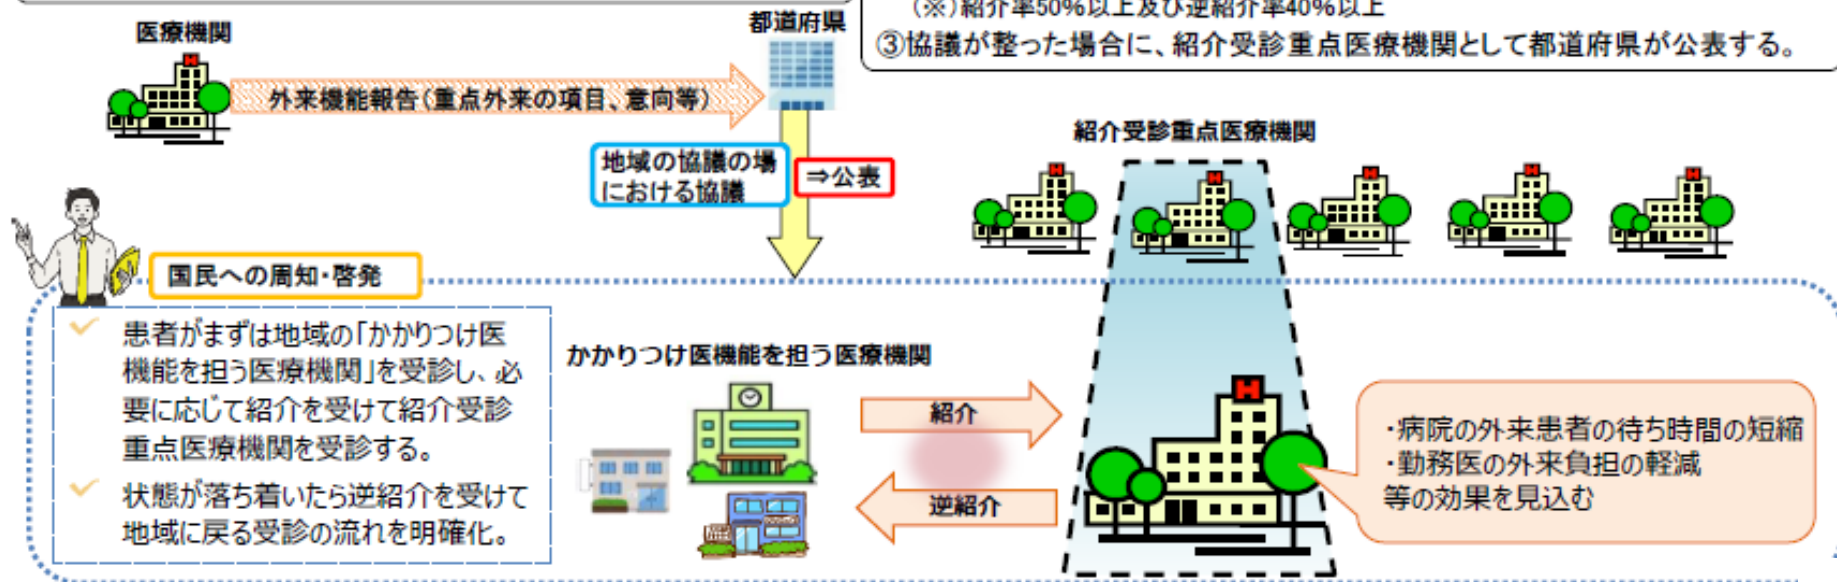 (※)紹介率50%以上及び逆紹介率40%以上
③協議が整った場合に、紹介受診重点医療機関として都道府県が公表する。
医療機関
都道府県
外来機能報告(重点外来の項目、意向等)
地域の協議の場
における協議
⇒公表
紹介受診重点医療機関
国民への周知・啓発
患者がまずは地域の「かかりつけ医
機能を担う医療機関」を受診し、必
要に応じて紹介を受けて紹介受診
重点医療機関を受診する。
状態が落ち着いたら逆紹介を受けて
地域に戻る受診の流れを明確化。
かかりつけ医機能を担う医療機関
紹介
逆紹介
・病院の外来患者の待ち時間の短縮
・勤務医の外来負担の軽減
等の効果を見込む